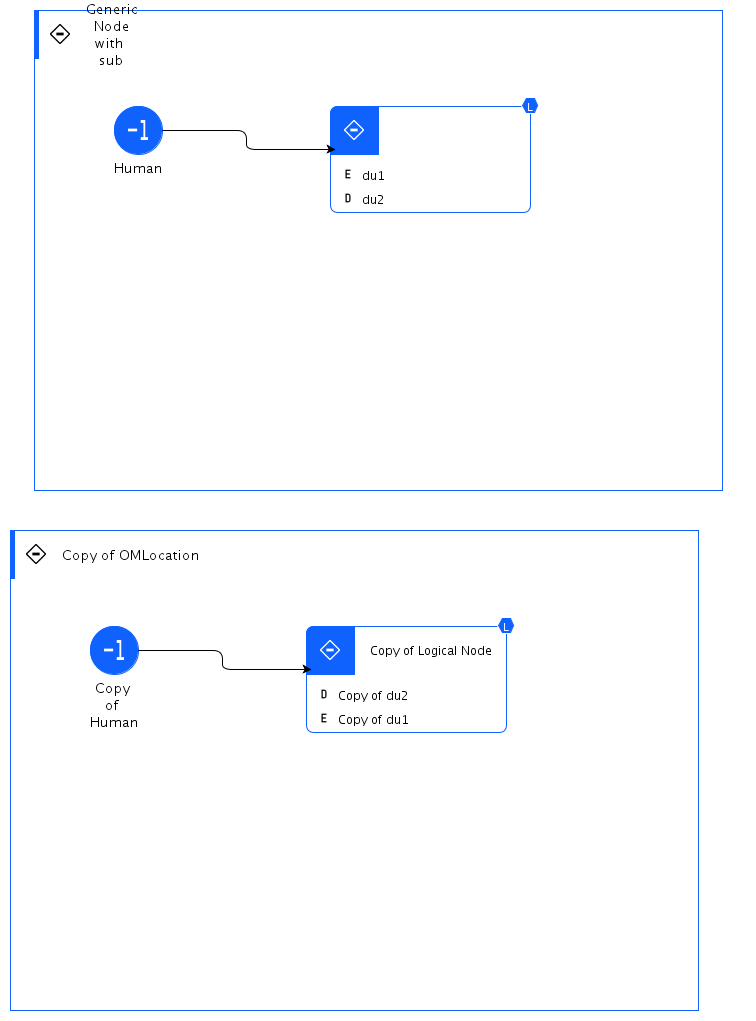 Generic
Node
with
sub
-1
Human
L
E du1
D du2
Copy of OMLocation
-1
Copy
of
Human
L
Copy of Logical Node
D Copy of du2
E Copy of du1